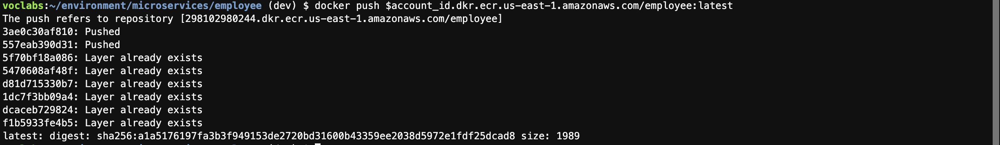 voclabs:~/environment/microservices/employee (dev) $ docker push $account_id.dkr.ecr.us-east-1.amazonaws.com/employee:latest
The push refers to repository [298102980244.dkr.ecr.us-east-1.amazonaws.com/employee]
3ae0c30af810: Pushed
557eab390d31: Pushed
5f70bf18a086: Layer already exists
5470608af48f: Layer already exists
d81d715330b7: Layer already exists
1dc7f3bb09a4: Layer already exists
dcaceb729824: Layer already exists
f1b5933fe4b5: Layer already exists
latest: digest: sha256:a1a5176197fa3b3f949153de2720bd31600b43359ee2038d5972e1fdf25dcad8 size: 1989